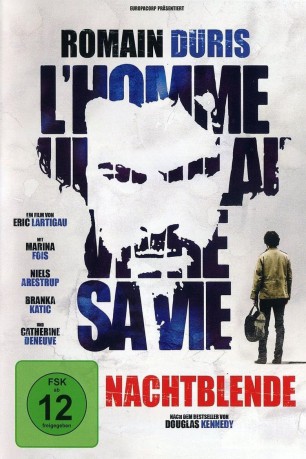 EUROPACORP PRÄSENTIERT
ROMAIN DURIS
L'HOMME
SA VIE
EIN FILM VON
ERIC LARTIGAU
MIT
MARINA
FOIS
NIELS
ARESTRUP
BRANKA
KATIC
UND
CATHERINE
DENEUVE
FSK
ab
12
freigegeben
NACHTBLENDE
NACH DEM BESTSELLER VON
DOUGLAS KENNEDY